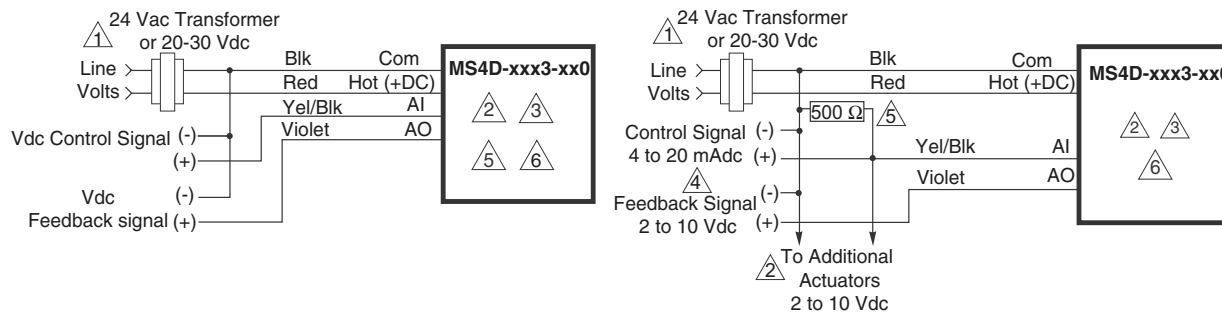 24 Vac Transformer
1
or 20-30 Vdc
Line
Volts
Blk
Com
Red
Hot (+DC)
Yel/Blk
AI
Violet
AO
MS4D-xxx3-xx0
2 3
5 6
Vdc Control Signal (-)
(+)
Vdc (-)
Feedback signal (+)
24 Vac Transformer
1
or 20-30 Vdc
Line
Volts
Blk
Com
Red
Hot (+DC)
500 Ω
5
Control Signal (-)
4 to 20 mAdc (+)
Yel/Blk
AI
Violet
AO
4
(-)
Feedback Signal
2 to 10 Vdc (+)
MS4D-xxx3-xx0
2 3
6
2
To Additional
Actuators
2 to 10 Vdc